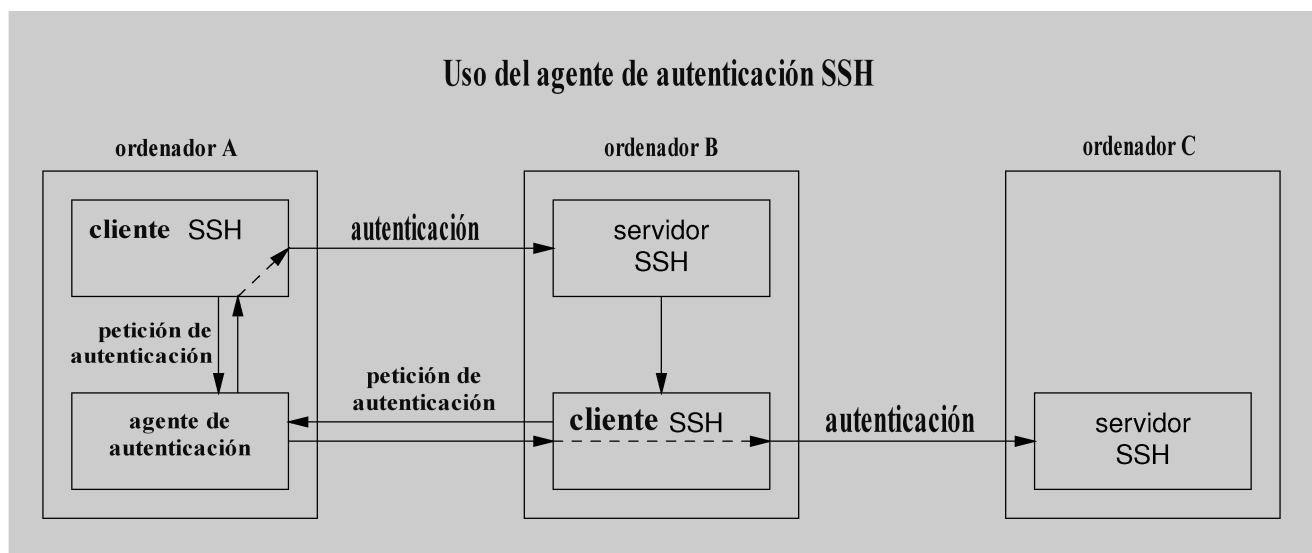 Uso del agente de autenticación SSH
ordenador A
ordenador B
ordenador C
cliente SSH
autenticación
servidor
SSH
petición de
autenticación
petición de
autenticación
agente de
autenticación
cliente SSH
autenticación
servidor
SSH